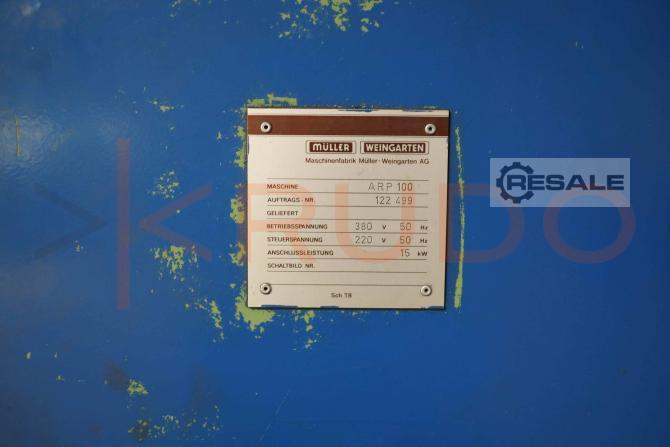 MÜLLER WEINGARTEN
Maschinenfabrik Müller-Weingarten AG
MASCHINE ARP 100
AUFTRAGS-NR. 122 499
GELIEFERT
BETRIEBSSPANNUNG 380 V 50 Hz
STEUERSPANNUNG 220 V 50 Hz
ANSCHLUSSLEISTUNG 15 kW
SCHALTBILD NR.
Sch T8
RESALE
KRUDO